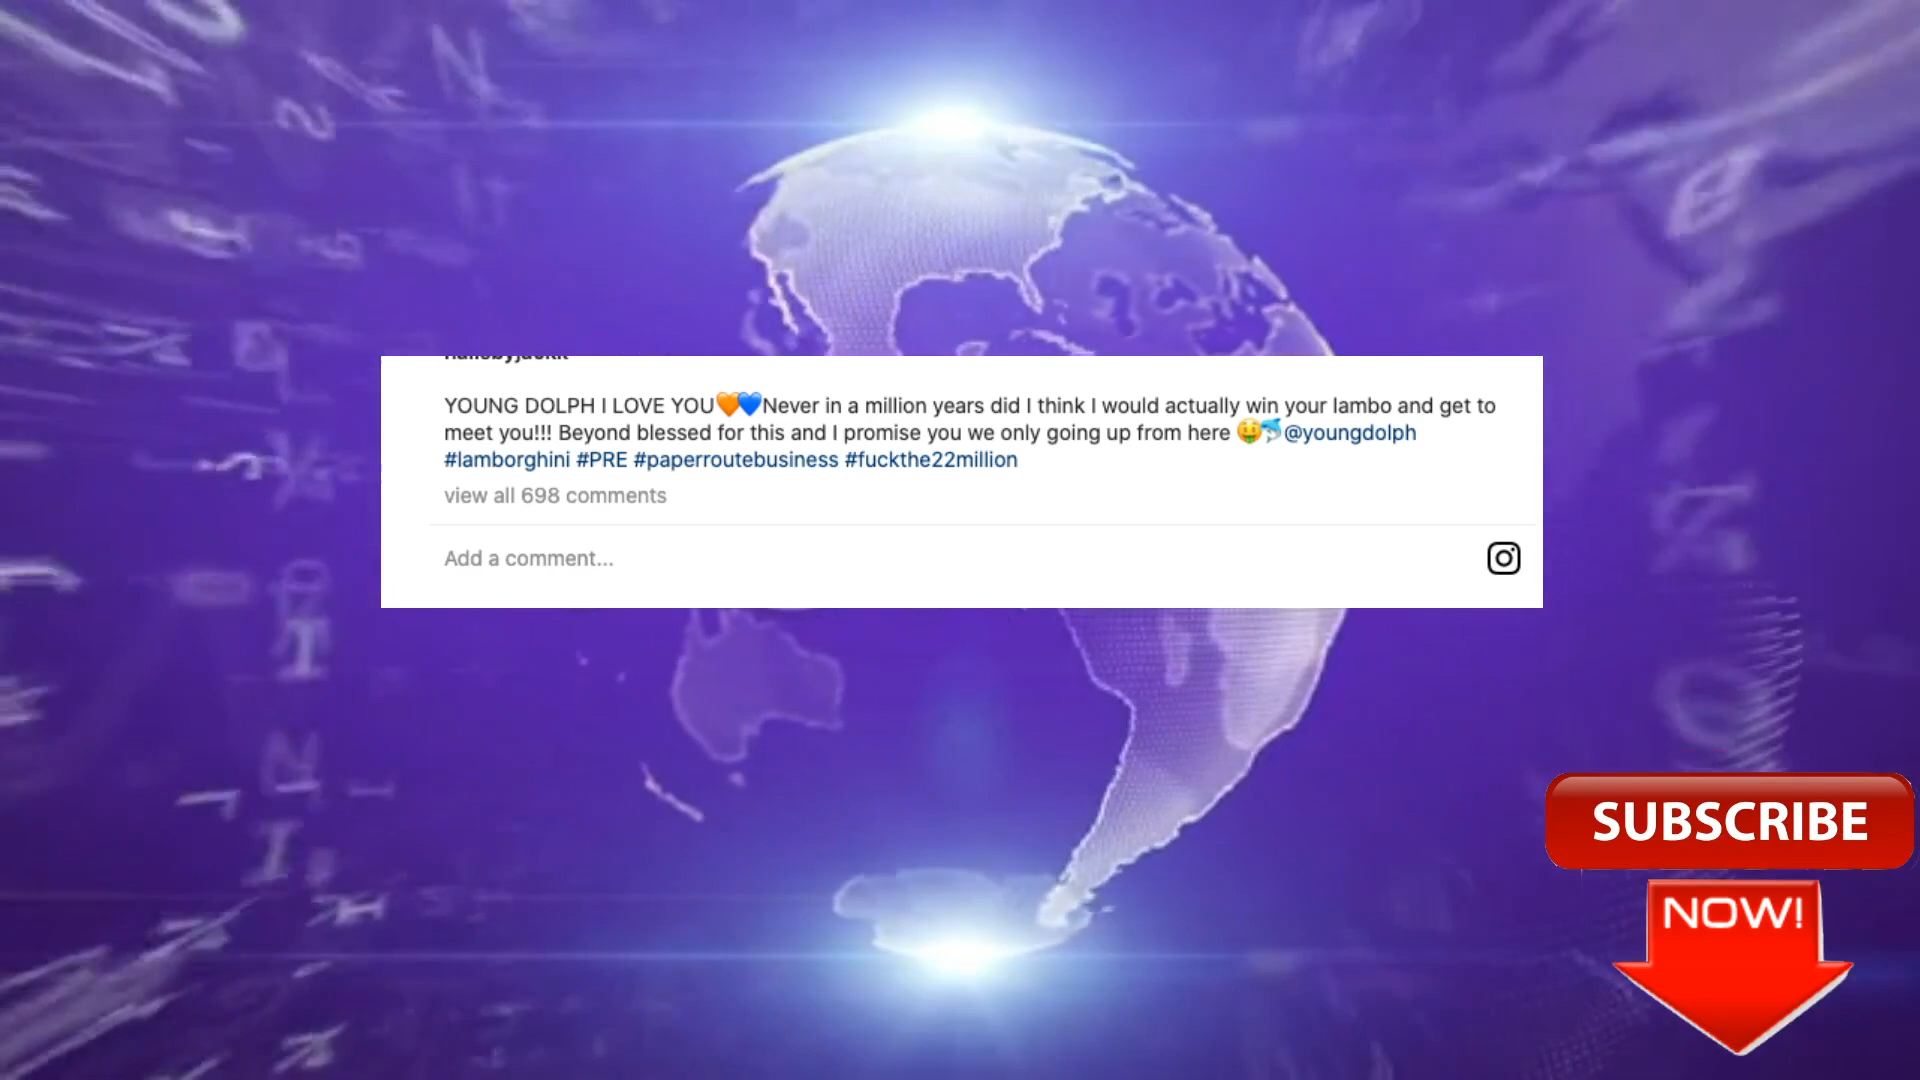 YOUNG DOLPH I LOVE YOU🧡💙Never in a million years did I think I would actually win your lambo and get to
meet you!!! Beyond blessed for this and I promise you we only going up from here 🤑🐬@youngdolph
#lamborghini #PRE #paperroutebusiness #fuckthe22million
view all 698 comments
Add a comment...
SUBSCRIBE
NOW!